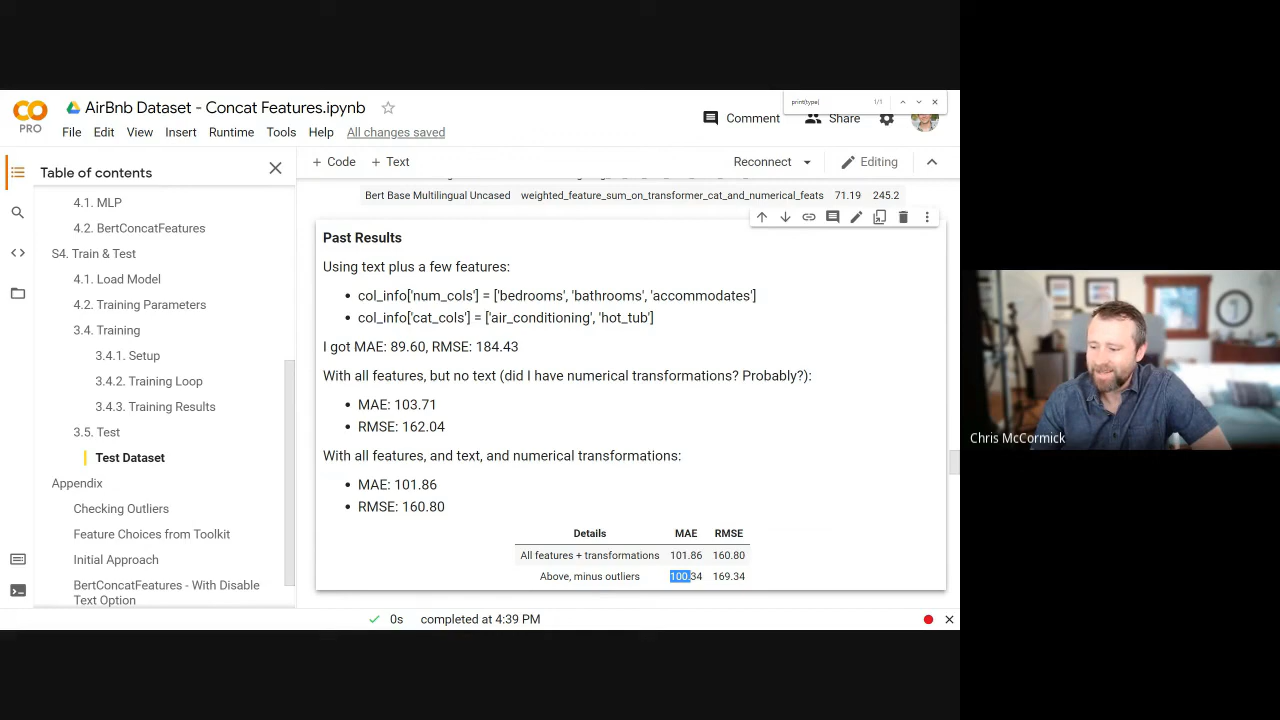 CO
PRO
AirBnb Dataset - Concat Features.ipynb
File Edit View Insert Runtime Tools Help All changes saved
print(type| 1/1
Comment Share
Table of contents
4.1. MLP
4.2. BertConcatFeatures
S4. Train & Test
4.1. Load Model
4.2. Training Parameters
3.4. Training
3.4.1. Setup
3.4.2. Training Loop
3.4.3. Training Results
3.5. Test
Test Dataset
Appendix
Checking Outliers
Feature Choices from Toolkit
Initial Approach
BertConcatFeatures - With Disable
Text Option
+ Code + Text
Reconnect Editing
Bert Base Multilingual Uncased weighted_feature_sum_on_transformer_cat_and_numerical_feats 71.19 245.2
Past Results
Using text plus a few features:
• col_info['num_cols'] = ['bedrooms', 'bathrooms', 'accommodates']
• col_info['cat_cols'] = ['air_conditioning', 'hot_tub']
I got MAE: 89.60, RMSE: 184.43
With all features, but no text (did I have numerical transformations? Probably?):
• MAE: 103.71
• RMSE: 162.04
With all features, and text, and numerical transformations:
• MAE: 101.86
• RMSE: 160.80
Details MAE RMSE
All features + transformations 101.86 160.80
Above, minus outliers 100.34 169.34
0s completed at 4:39 PM
Chris McCormick